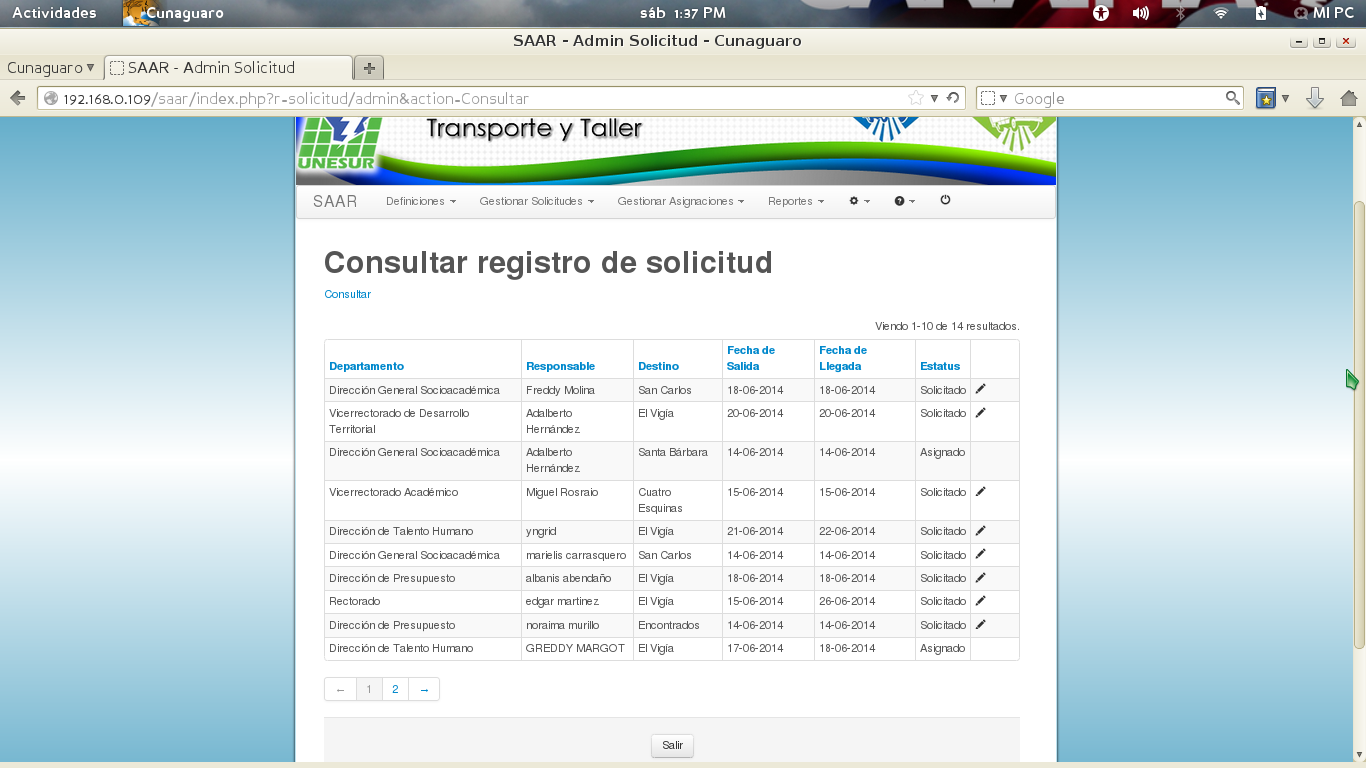 Actividades Cunaguaro sáb 1:37 PM MI PC
SAAR - Admin Solicitud - Cunaguaro
Cunaguaro SAAR - Admin Solicitud
192.168.0.109/saar/index.php?r=solicitud/admin&action=Consultar Google
Transporte y Taller
UNESUR
SAAR Definiciones Gestionar Solicitudes Gestionar Asignaciones Reportes
Consultar registro de solicitud
Consultar
Viendo 1-10 de 14 resultados.
Departamento Responsable Destino Fecha de Salida Fecha de Llegada Estatus
Dirección General Socioacadémica Freddy Molina San Carlos 18-06-2014 18-06-2014 Solicitado
Vicerrectorado de Desarrollo Territorial Adalberto Hernández El Vigía 20-06-2014 20-06-2014 Solicitado
Dirección General Socioacadémica Adalberto Hernández Santa Bárbara 14-06-2014 14-06-2014 Asignado
Vicerrectorado Académico Miguel Rosraio Cuatro Esquinas 15-06-2014 15-06-2014 Solicitado
Dirección de Talento Humano yngrid El Vigía 21-06-2014 22-06-2014 Solicitado
Dirección General Socioacadémica marielis carrasquero San Carlos 14-06-2014 14-06-2014 Solicitado
Dirección de Presupuesto albanis abendaño El Vigía 18-06-2014 18-06-2014 Solicitado
Rectorado edgar martinez El Vigía 15-06-2014 26-06-2014 Solicitado
Dirección de Presupuesto noraima murillo Encontrados 14-06-2014 14-06-2014 Solicitado
Dirección de Talento Humano GREDDY MARGOT El Vigía 17-06-2014 18-06-2014 Asignado
← 1 2 →
Salir